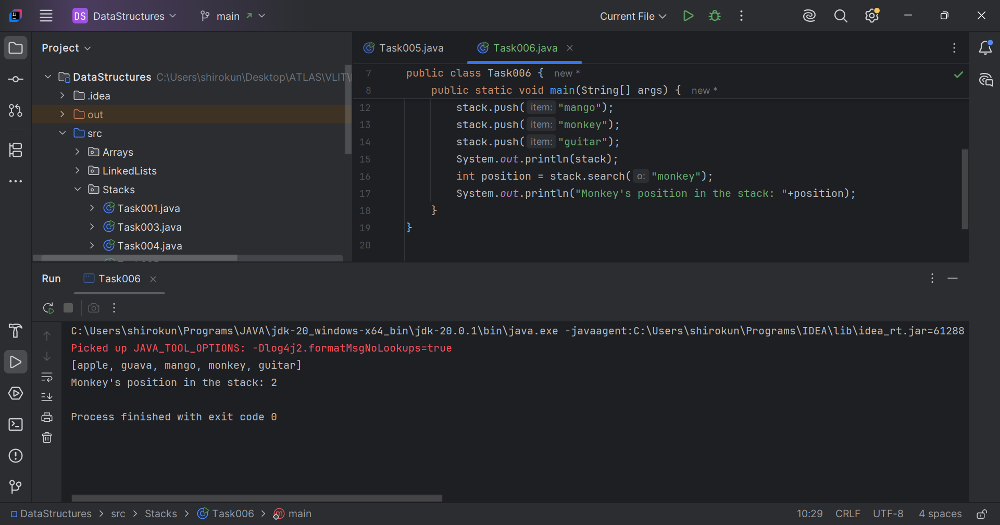 DS DataStructures main Current File
Project
DataStructures C:\Users\shirokun\Desktop\ATLAS\VLIT\
.idea
out
src
Arrays
LinkedLists
Stacks
Task001.java
Task003.java
Task004.java
Task005.java Task006.java
7 public class Task006 { new *
8 public static void main(String[] args) { new *
12 stack.push( item: "mango");
13 stack.push( item: "monkey");
14 stack.push( item: "guitar");
15 System.out.println(stack);
16 int position = stack.search( o: "monkey");
17 System.out.println("Monkey's position in the stack: "+position);
18 }
19 }
20
Run Task006
C:\Users\shirokun\Programs\JAVA\jdk-20_windows-x64_bin\jdk-20.0.1\bin\java.exe -javaagent:C:\Users\shirokun\Programs\IDEA\lib\idea_rt.jar=61288
Picked up JAVA_TOOL_OPTIONS: -Dlog4j2.formatMsgNoLookups=true
[apple, guava, mango, monkey, guitar]
Monkey's position in the stack: 2
Process finished with exit code 0
DataStructures > src > Stacks > Task006 > main 10:29 CRLF UTF-8 4 spaces